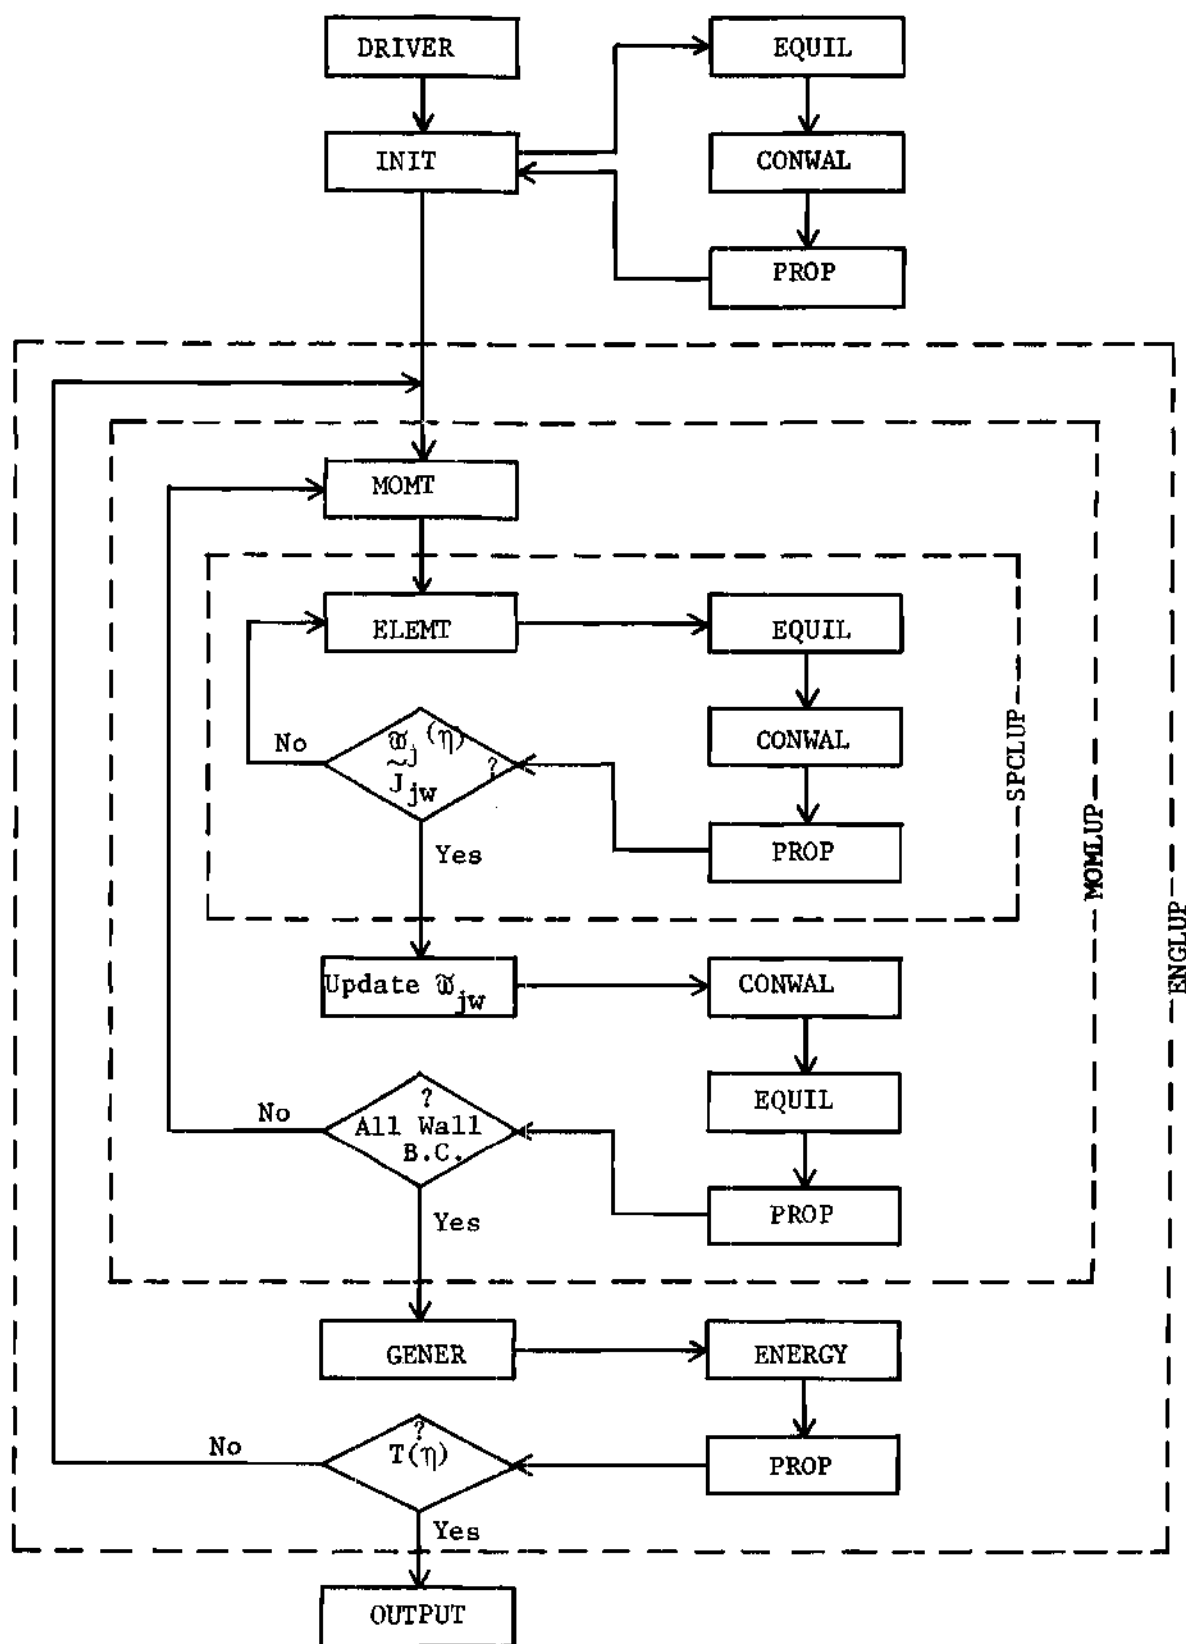 DRIVER
EQUIL
INIT
CONWAL
PROP
MOMT
ELEMT
EQUIL
No
𝔚̰j(η)
Jjw ?
CONWAL
Yes
PROP
SPCLUP
MOMLUP
ENGLUP
Update 𝔚jw
CONWAL
No
?
All Wall
B.C.
EQUIL
Yes
PROP
GENER
ENERGY
No
?
T(η)
PROP
Yes
OUTPUT